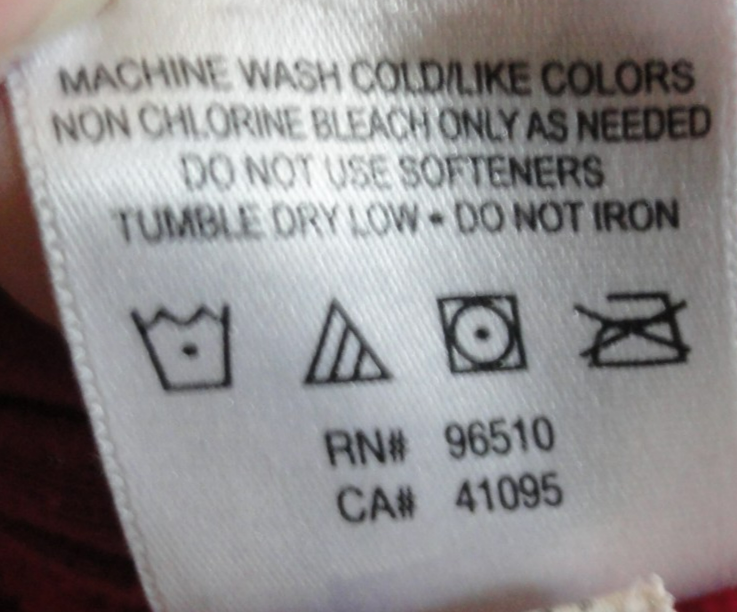 MACHINE WASH COLD/LIKE COLORS
NON CHLORINE BLEACH ONLY AS NEEDED
DO NOT USE SOFTENERS
TUMBLE DRY LOW • DO NOT IRON
RN# 96510
CA# 41095